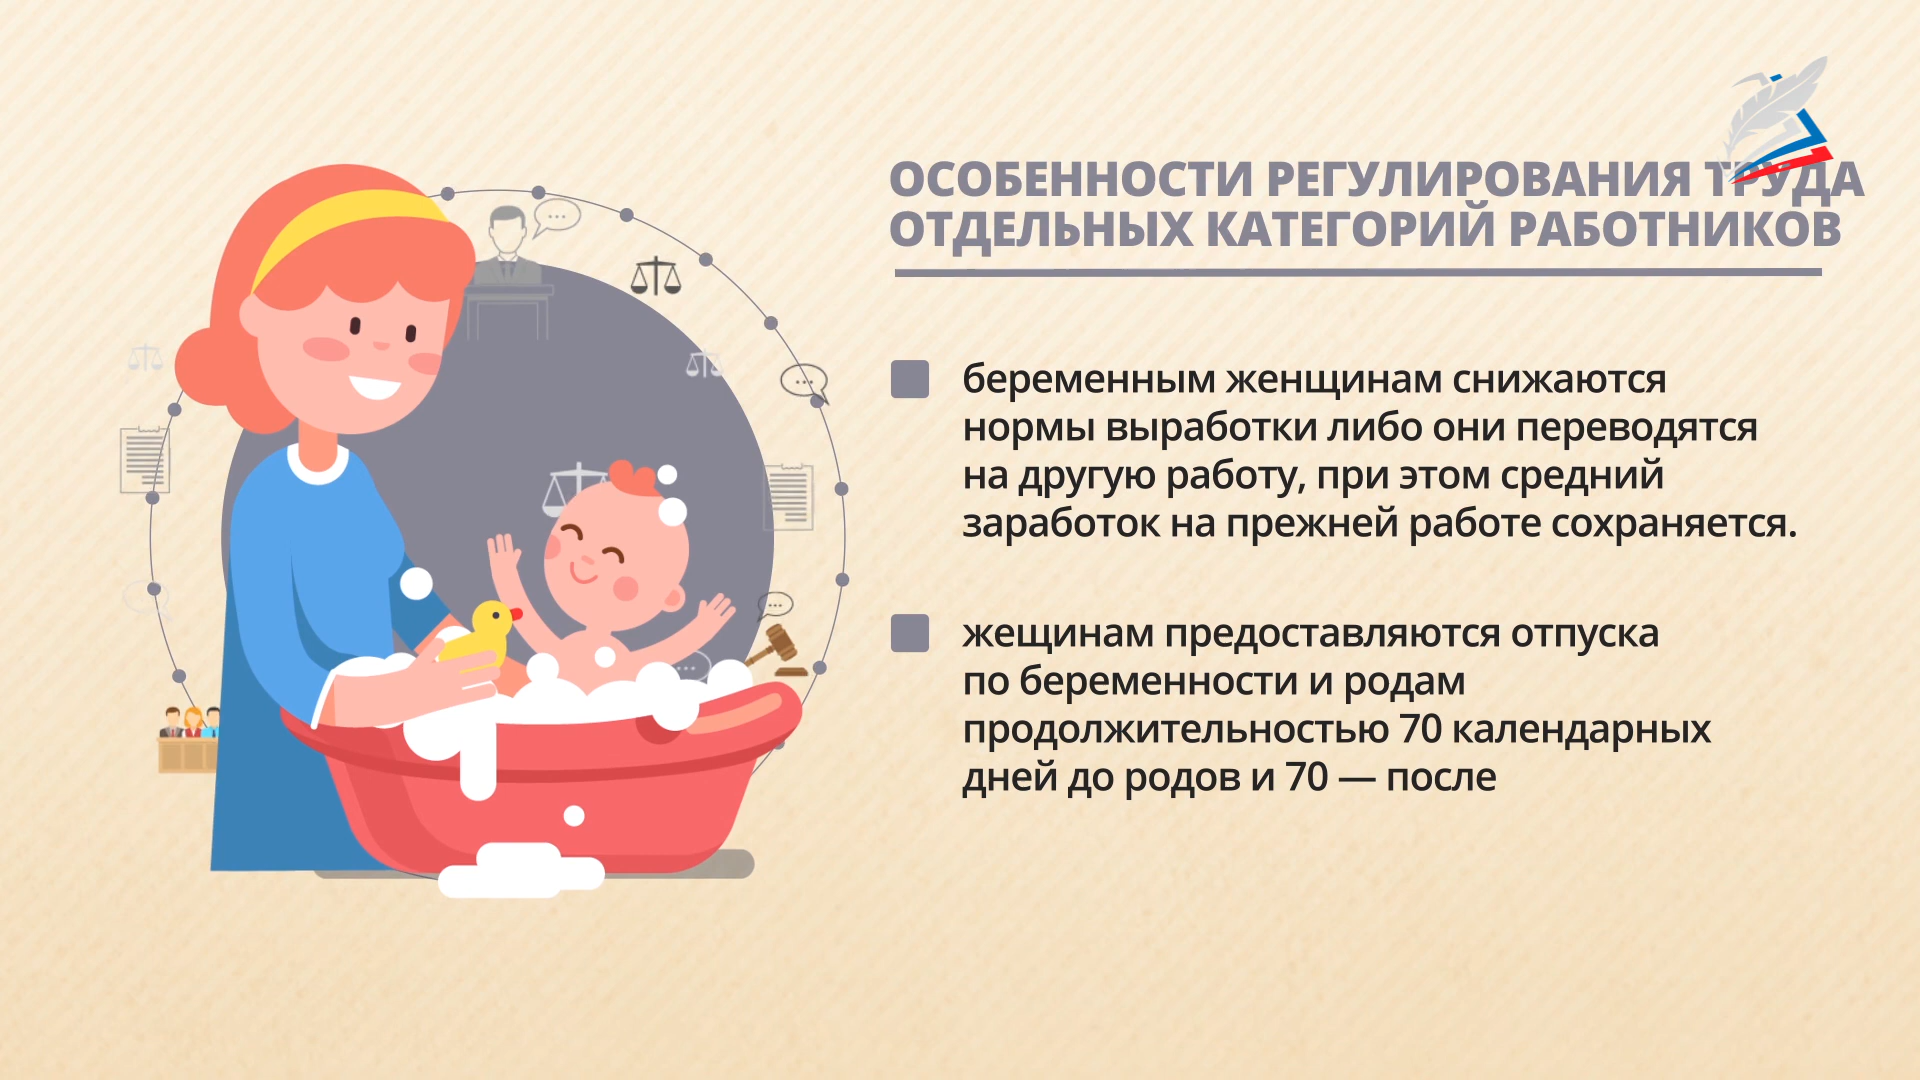 ОСОБЕННОСТИ РЕГУЛИРОВАНИЯ ТРУДА
ОТДЕЛЬНЫХ КАТЕГОРИЙ РАБОТНИКОВ
беременным женщинам снижаются
нормы выработки либо они переводятся
на другую работу, при этом средний
заработок на прежней работе сохраняется.
жещинам предоставляются отпуска
по беременности и родам
продолжительностью 70 календарных
дней до родов и 70 — после